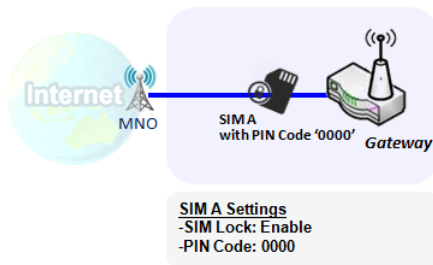 Internet
MNO
SIM A
with PIN Code ‘0000’
Gateway
SIM A Settings
-SIM Lock: Enable
-PIN Code: 0000